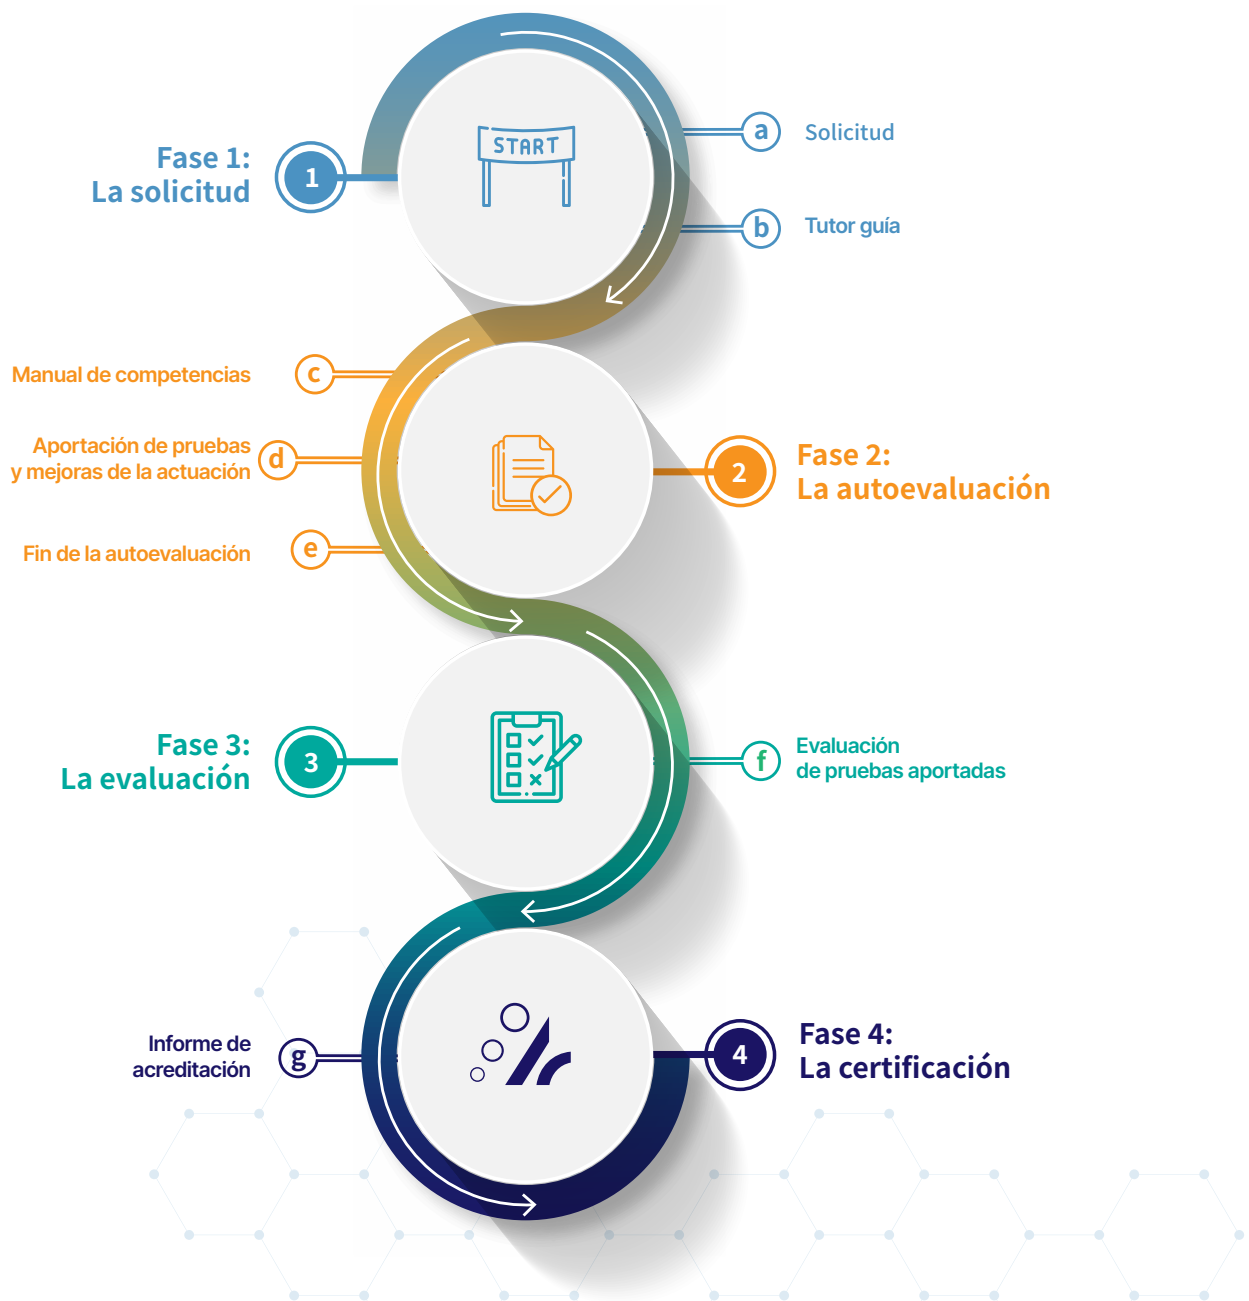 Fase 1:
La solicitud
1
START
a
Solicitud
b
Tutor guía
c
Manual de competencias
d
Aportación de pruebas
y mejoras de la actuación
e
Fin de la autoevaluación
2
Fase 2:
La autoevaluación
Fase 3:
La evaluación
3
f
Evaluación
de pruebas aportadas
g
Informe de
acreditación
4
Fase 4:
La certificación